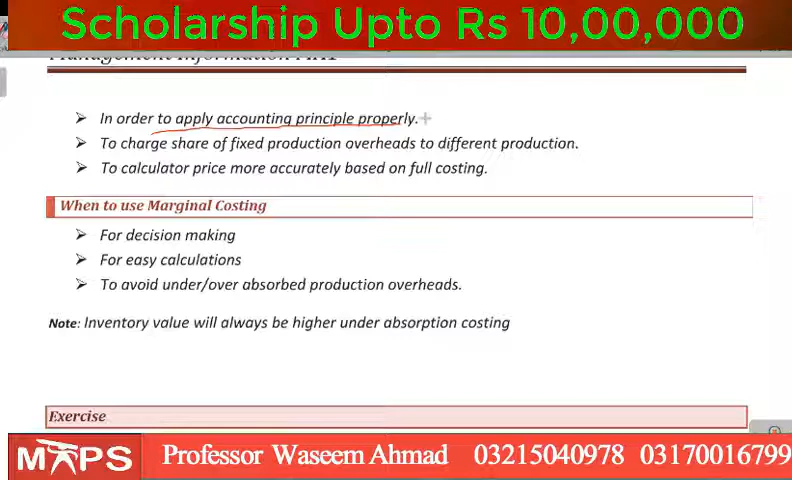 Scholarship Upto Rs 10,00,000
Management Information MA1
In order to apply accounting principle properly.
To charge share of fixed production overheads to different production.
To calculator price more accurately based on full costing.
When to use Marginal Costing
For decision making
For easy calculations
To avoid under/over absorbed production overheads.
Note: Inventory value will always be higher under absorption costing
Exercise
MAPS Professor Waseem Ahmad 03215040978 03170016799